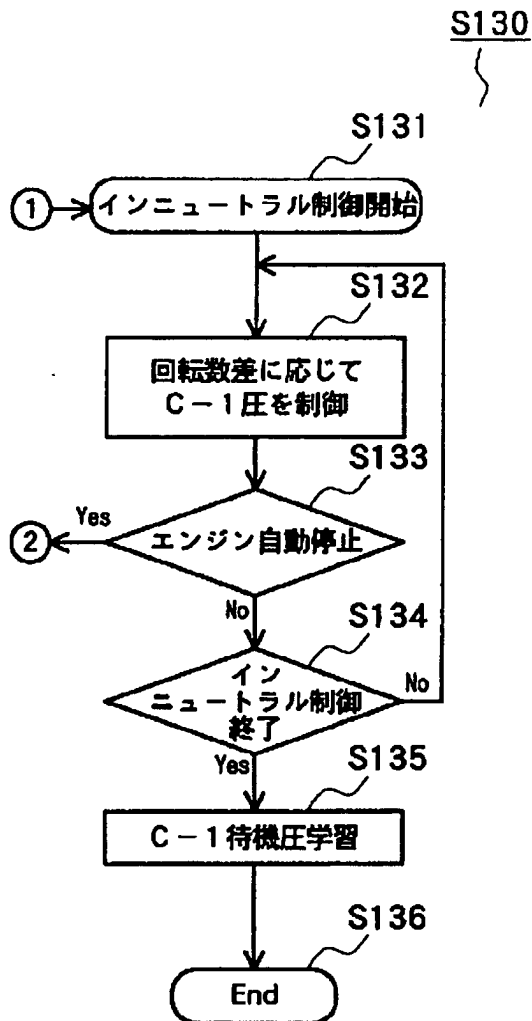 S130
S131
① インニュートラル制御開始
S132
回転数差に応じて
C−1圧を制御
S133
Yes
② エンジン自動停止
No
S134
イン
ニュートラル制御
終了
No
Yes
S135
C−1待機圧学習
S136
End